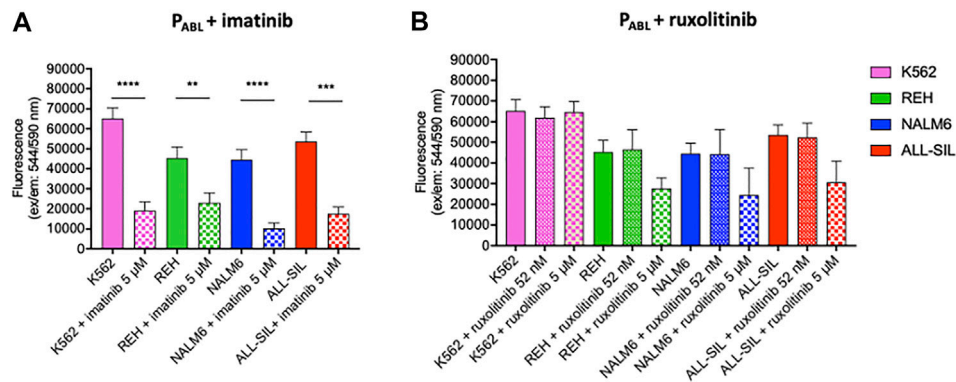 A
P_ABL + imatinib
Fluorescence
(ex/em: 544/590 nm)
90000
80000
70000
60000
50000
40000
30000
20000
10000
0
****
**
****
***
K562
K562 + imatinib 5 µM
REH
REH + imatinib 5 µM
NALM6
NALM6 + imatinib 5 µM
ALL-SIL
ALL-SIL+ imatinib 5 µM
B
P_ABL + ruxolitinib
Fluorescence
(ex/em: 544/590 nm)
90000
80000
70000
60000
50000
40000
30000
20000
10000
0
K562
K562 + ruxolitinib 52 nM
K562 + ruxolitinib 5 µM
REH
REH + ruxolitinib 52 nM
REH + ruxolitinib 5 µM
NALM6
NALM6 + ruxolitinib 52 nM
NALM6 + ruxolitinib 5 µM
ALL-SIL
ALL-SIL + ruxolitinib 52 nM
ALL-SIL + ruxolitinib 5 µM
K562
REH
NALM6
ALL-SIL